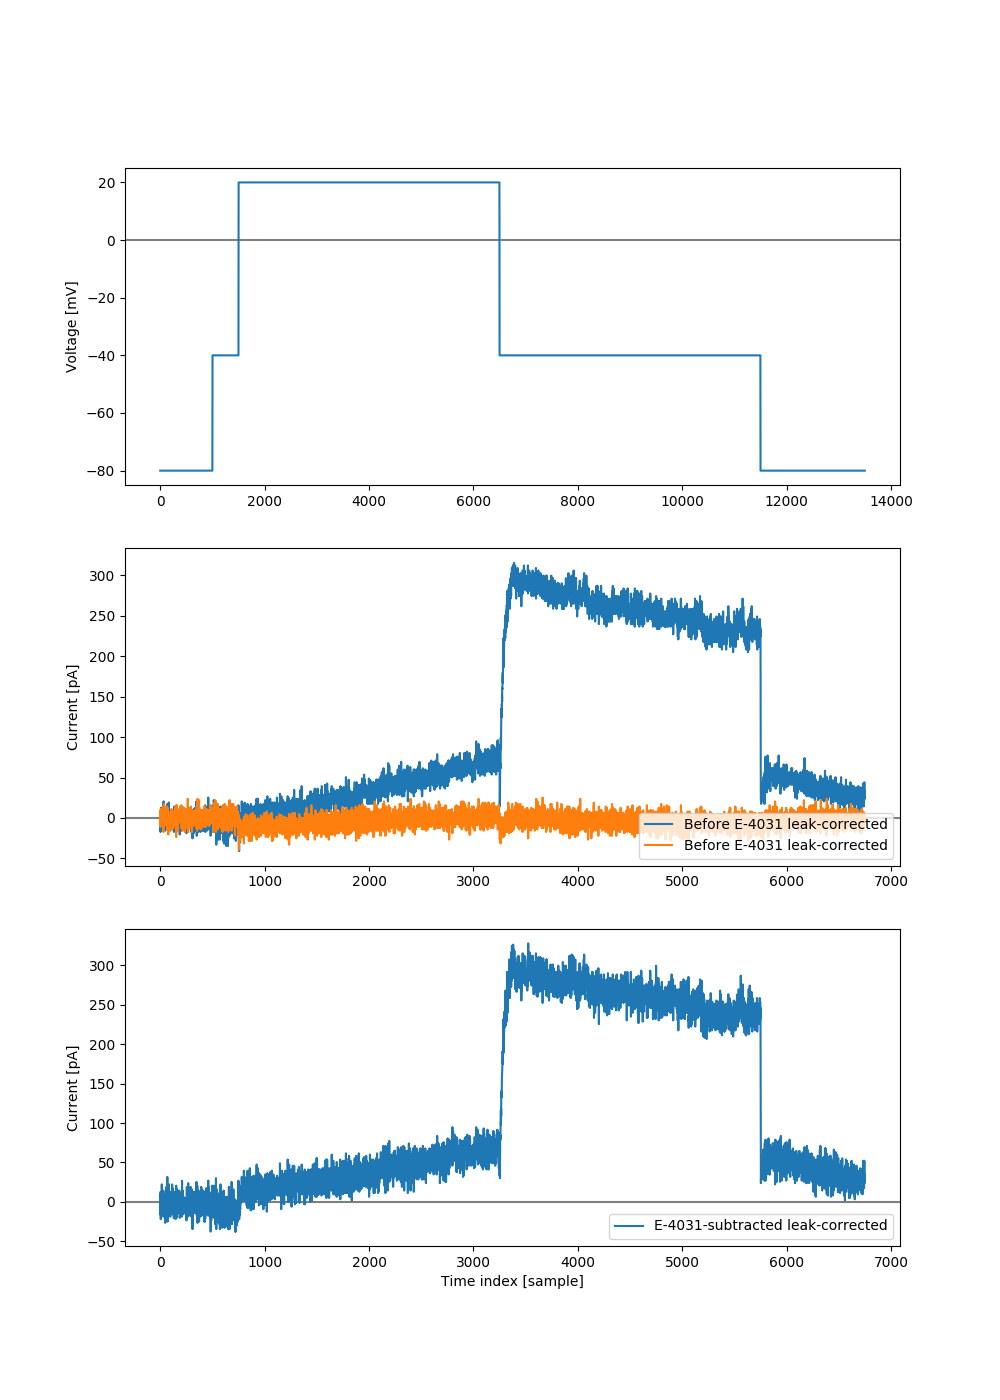 20
0
−20
−40
−60
−80
Voltage [mV]
0 2000 4000 6000 8000 10000 12000 14000
300
250
200
150
100
50
0
−50
Current [pA]
Before E-4031 leak-corrected
Before E-4031 leak-corrected
0 1000 2000 3000 4000 5000 6000 7000
300
250
200
150
100
50
0
−50
Current [pA]
E-4031-subtracted leak-corrected
0 1000 2000 3000 4000 5000 6000 7000
Time index [sample]